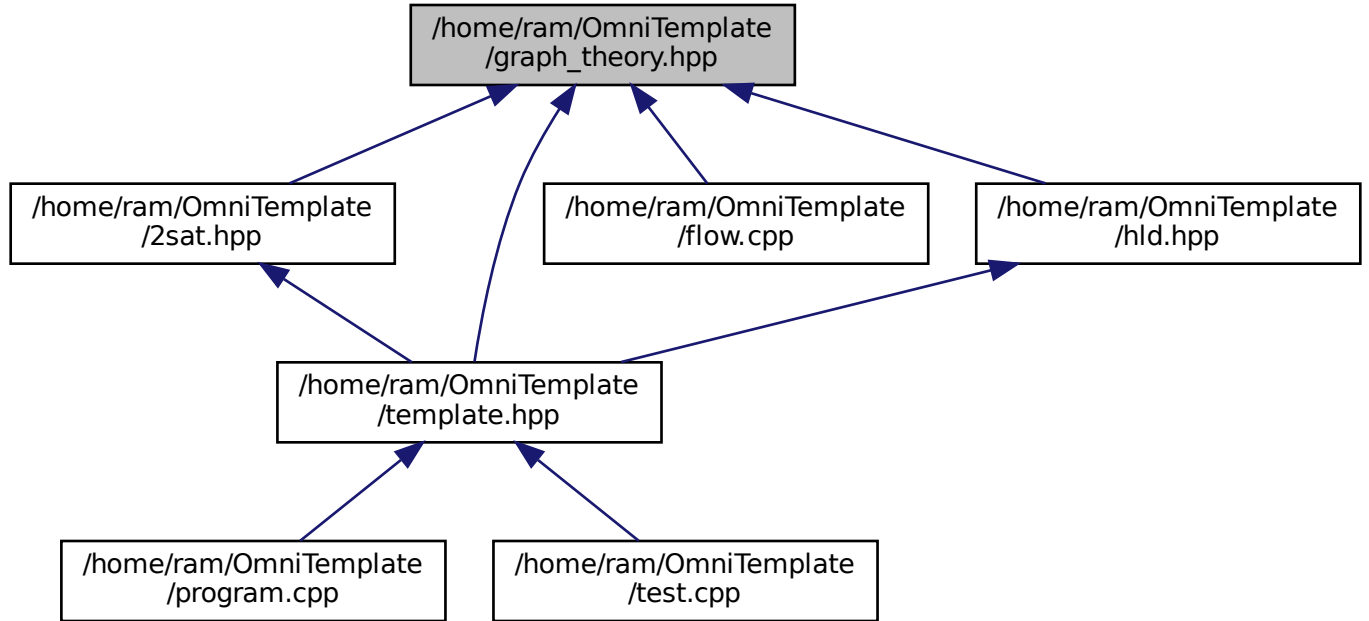 /home/ram/OmniTemplate
/graph_theory.hpp
/home/ram/OmniTemplate
/2sat.hpp
/home/ram/OmniTemplate
/flow.cpp
/home/ram/OmniTemplate
/hld.hpp
/home/ram/OmniTemplate
/template.hpp
/home/ram/OmniTemplate
/program.cpp
/home/ram/OmniTemplate
/test.cpp